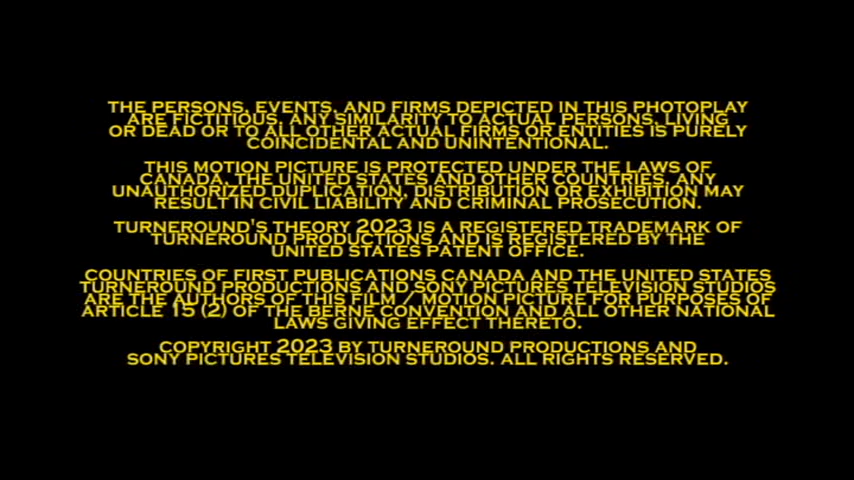 THE PERSONS, EVENTS, AND FIRMS DEPICTED IN THIS PHOTOPLAY
ARE FICTITIOUS. ANY SIMILARITY TO ACTUAL PERSONS, LIVING
OR DEAD OR TO ALL OTHER ACTUAL FIRMS OR ENTITIES IS PURELY
COINCIDENTAL AND UNINTENTIONAL.
THIS MOTION PICTURE IS PROTECTED UNDER THE LAWS OF
CANADA, THE UNITED STATES AND OTHER COUNTRIES. ANY
UNAUTHORIZED DUPLICATION, DISTRIBUTION OR EXHIBITION MAY
RESULT IN CIVIL LIABILITY AND CRIMINAL PROSECUTION.
TURNEROUND'S THEORY 2023 IS A REGISTERED TRADEMARK OF
TURNEROUND PRODUCTIONS AND IS REGISTERED BY THE
UNITED STATES PATENT OFFICE.
COUNTRIES OF FIRST PUBLICATIONS CANADA AND THE UNITED STATES
TURNEROUND PRODUCTIONS AND SONY PICTURES TELEVISION STUDIOS
ARE THE AUTHORS OF THIS FILM / MOTION PICTURE FOR PURPOSES OF
ARTICLE 15 (2) OF THE BERNE CONVENTION AND ALL OTHER NATIONAL
LAWS GIVING EFFECT THERETO.
COPYRIGHT 2023 BY TURNEROUND PRODUCTIONS AND
SONY PICTURES TELEVISION STUDIOS. ALL RIGHTS RESERVED.